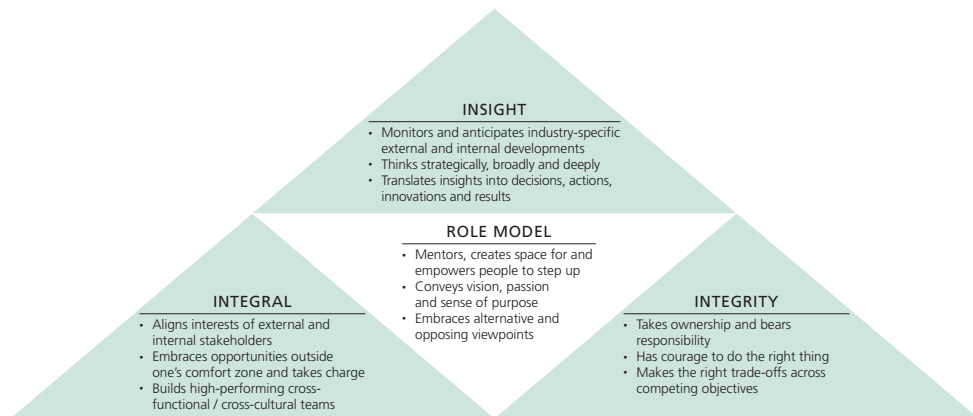 INSIGHT
• Monitors and anticipates industry-specific
external and internal developments
• Thinks strategically, broadly and deeply
• Translates insights into decisions, actions,
innovations and results
ROLE MODEL
• Mentors, creates space for and
empowers people to step up
• Conveys vision, passion
and sense of purpose
• Embraces alternative and
opposing viewpoints
INTEGRAL
• Aligns interests of external and
internal stakeholders
• Embraces opportunities outside
one's comfort zone and takes charge
• Builds high-performing cross-
functional / cross-cultural teams
INTEGRITY
• Takes ownership and bears
responsibility
• Has courage to do the right thing
• Makes the right trade-offs across
competing objectives